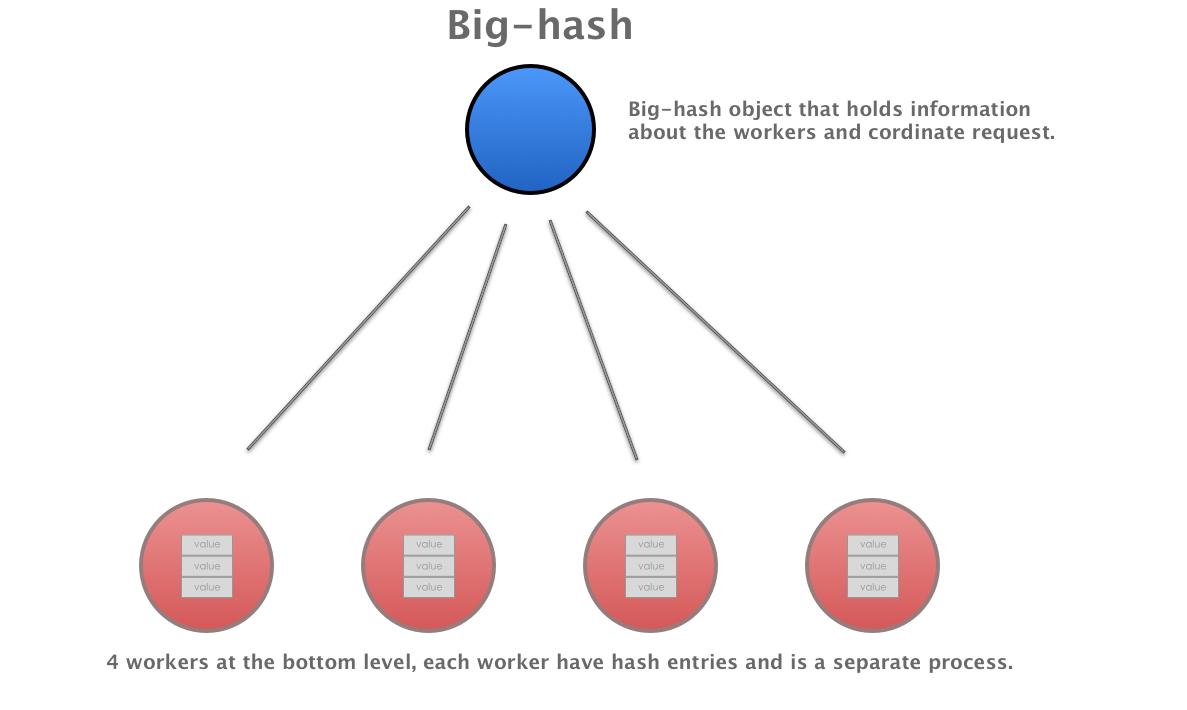 Big-hash
Big-hash object that holds information
about the workers and cordinate request.
value
value
value
value
value
value
value
value
value
value
value
value
4 workers at the bottom level, each worker have hash entries and is a separate process.